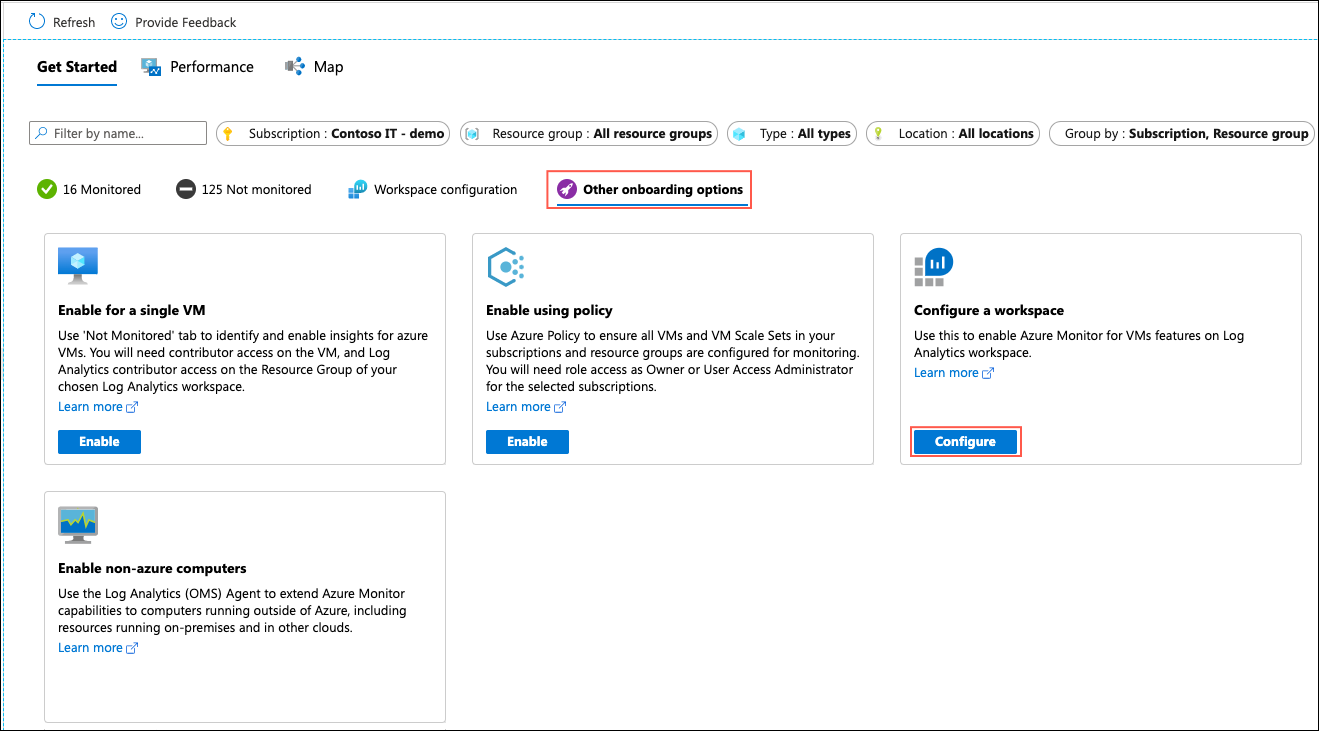 Refresh Provide Feedback
Get Started Performance Map
Filter by name... Subscription : Contoso IT - demo Resource group : All resource groups Type : All types Location : All locations Group by : Subscription, Resource group
16 Monitored 125 Not monitored Workspace configuration Other onboarding options
Enable for a single VM
Use 'Not Monitored' tab to identify and enable insights for azure
VMs. You will need contributor access on the VM, and Log
Analytics contributor access on the Resource Group of your
chosen Log Analytics workspace.
Learn more
Enable
Enable using policy
Use Azure Policy to ensure all VMs and VM Scale Sets in your
subscriptions and resource groups are configured for monitoring.
You will need role access as Owner or User Access Administrator
for the selected subscriptions.
Learn more
Enable
Configure a workspace
Use this to enable Azure Monitor for VMs features on Log
Analytics workspace.
Learn more
Configure
Enable non-azure computers
Use the Log Analytics (OMS) Agent to extend Azure Monitor
capabilities to computers running outside of Azure, including
resources running on-premises and in other clouds.
Learn more